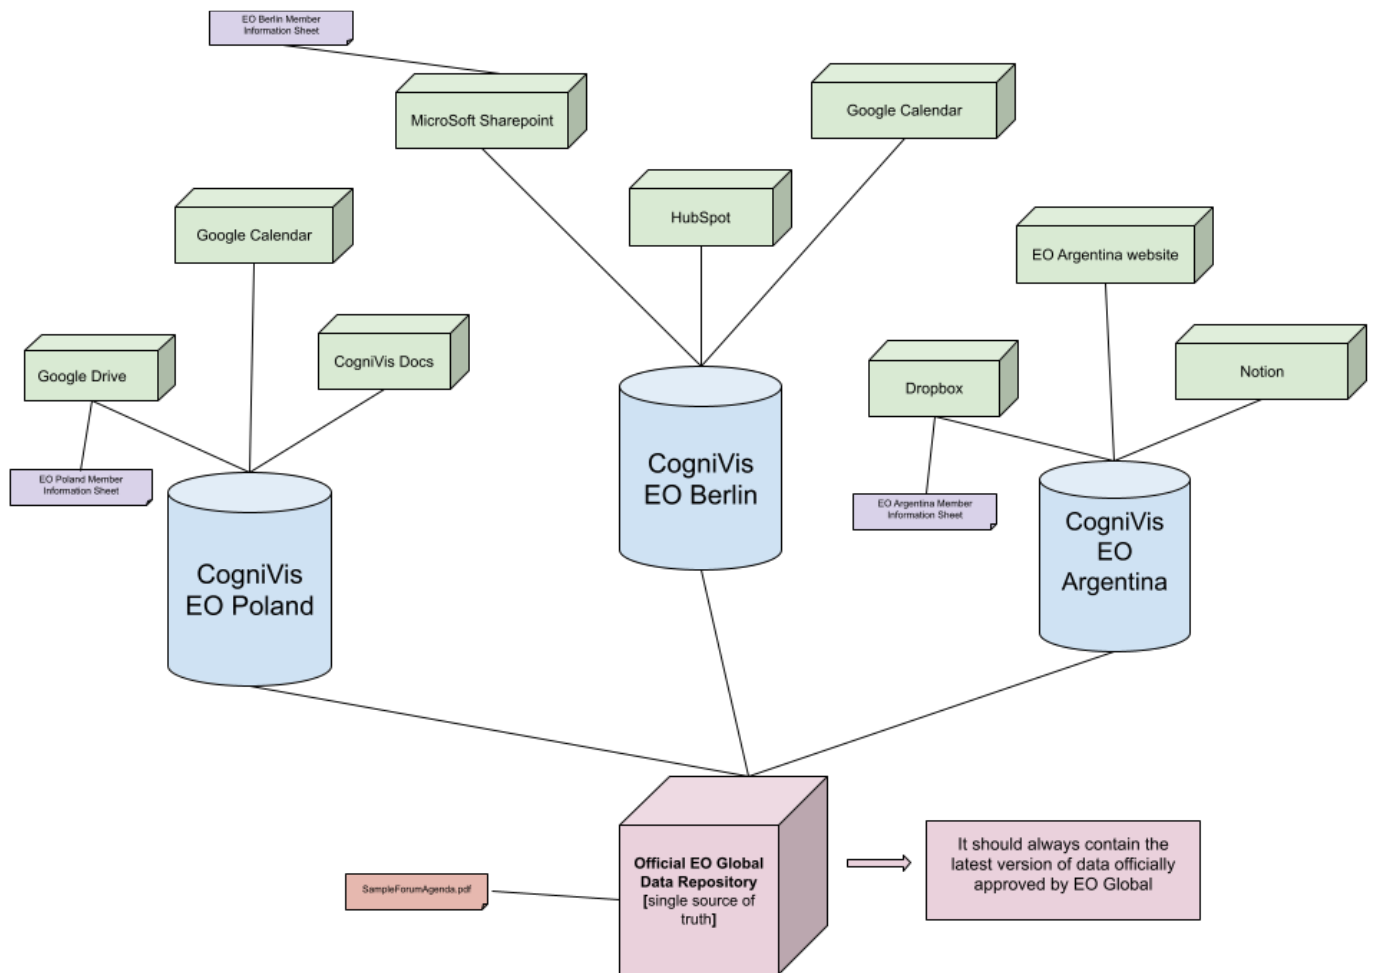 EO Berlin Member
Information Sheet
MicroSoft Sharepoint
Google Calendar
HubSpot
Google Calendar
EO Argentina website
CogniVis Docs
Google Drive
Dropbox
Notion
EO Poland Member
Information Sheet
CogniVis
EO Berlin
EO Argentina Member
Information Sheet
CogniVis
EO
Argentina
CogniVis
EO Poland
Official EO Global
Data Repository
[single source of
truth]
It should always contain the
latest version of data officially
approved by EO Global
SampleForumAgenda.pdf